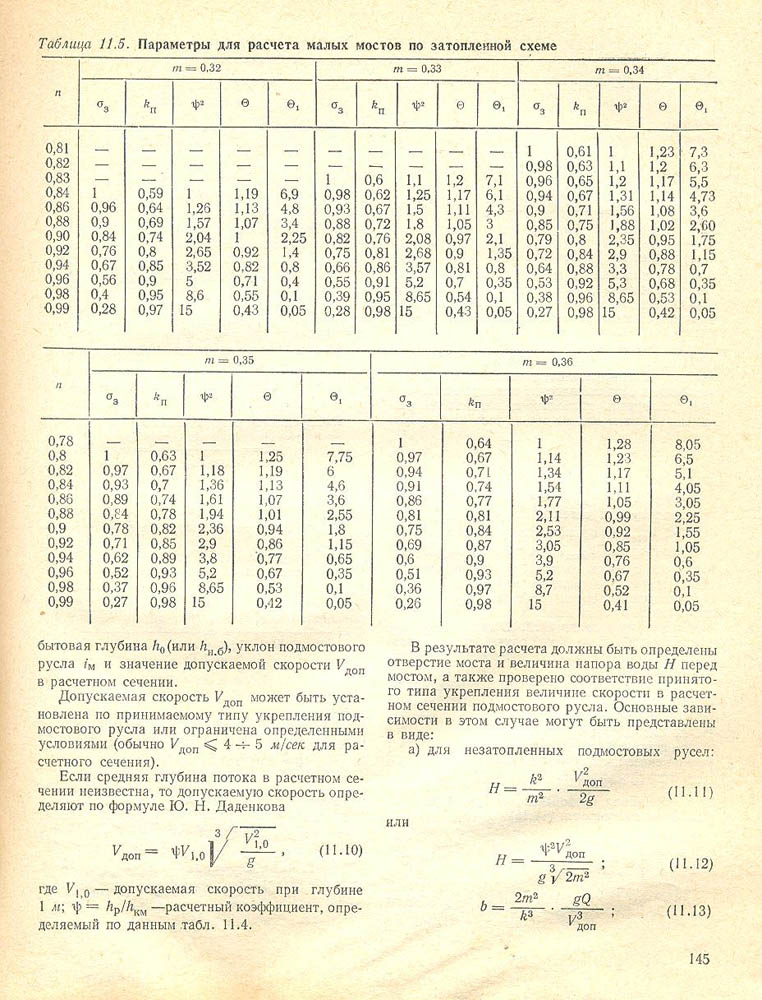 Таблица 11.5. Параметры для расчета малых мостов по затопленной схеме
n m = 0,32 m = 0,33 m = 0,34
σз kп ψ² Θ Θ₁ σз kп ψ² Θ Θ₁ σз kп ψ² Θ Θ₁
0,81 — — — — — — — — — — 1 0,61 1 1,23 7,3
0,82 — — — — — — — — — — 0,98 0,63 1,1 1,2 6,3
0,83 — — — — — 1 0,6 1,1 1,2 7,1 0,96 0,65 1,2 1,17 5,5
0,84 1 0,59 1 1,19 6,9 0,98 0,62 1,25 1,17 6,1 0,94 0,67 1,31 1,14 4,73
0,86 0,96 0,64 1,26 1,13 4,8 0,93 0,67 1,5 1,11 4,3 0,9 0,71 1,56 1,08 3,6
0,88 0,9 0,69 1,57 1,07 3,4 0,88 0,72 1,8 1,05 3 0,85 0,75 1,88 1,02 2,60
0,90 0,84 0,74 2,04 1 2,25 0,82 0,76 2,08 0,97 2,1 0,79 0,8 2,35 0,95 1,75
0,92 0,76 0,8 2,65 0,92 1,4 0,75 0,81 2,68 0,9 1,35 0,72 0,84 2,9 0,88 1,15
0,94 0,67 0,85 3,52 0,82 0,8 0,66 0,86 3,57 0,81 0,8 0,64 0,88 3,3 0,78 0,7
0,96 0,56 0,9 5 0,71 0,4 0,55 0,91 5,2 0,7 0,35 0,53 0,92 5,3 0,68 0,35
0,98 0,4 0,95 8,6 0,55 0,1 0,39 0,95 8,65 0,54 0,1 0,38 0,96 8,65 0,53 0,1
0,99 0,28 0,97 15 0,43 0,05 0,28 0,98 15 0,43 0,05 0,27 0,98 15 0,42 0,05
n m = 0,35 m = 0,36
σз kп ψ² Θ Θ₁ σз kп ψ² Θ Θ₁
0,78 — — — — — 1 0,64 1 1,28 8,05
0,8 1 0,63 1 1,25 7,75 0,97 0,67 1,14 1,23 6,5
0,82 0,97 0,67 1,18 1,19 6 0,94 0,71 1,34 1,17 5,1
0,84 0,93 0,7 1,36 1,13 4,6 0,91 0,74 1,54 1,11 4,05
0,86 0,89 0,74 1,61 1,07 3,6 0,86 0,77 1,77 1,05 3,05
0,88 0,84 0,78 1,94 1,01 2,55 0,81 0,81 2,11 0,99 2,25
0,9 0,78 0,82 2,36 0,94 1,8 0,75 0,84 2,53 0,92 1,55
0,92 0,71 0,85 2,9 0,86 1,15 0,69 0,87 3,05 0,85 1,05
0,94 0,62 0,89 3,8 0,77 0,65 0,6 0,9 3,9 0,76 0,6
0,96 0,52 0,93 5,2 0,67 0,35 0,51 0,93 5,2 0,67 0,35
0,98 0,37 0,96 8,65 0,53 0,1 0,36 0,97 8,7 0,52 0,1
0,99 0,27 0,98 15 0,42 0,05 0,26 0,98 15 0,41 0,05
бытовая глубина h₀ (или hн.б), уклон подмостового
русла iм и значение допускаемой скорости Vдоп
в расчетном сечении.
Допускаемая скорость Vдоп может быть уста-
новлена по принимаемому типу укрепления под-
мостового русла или ограничена определенными
условиями (обычно Vдоп ⩽ 4 ÷ 5 м/сек для ра-
счетного сечения).
Если средняя глубина потока в расчетном се-
чении неизвестна, то допускаемую скорость опре-
деляют по формуле Ю. Н. Даденкова
Vдоп = ψV₁,₀ ∛(V²₁,₀ / g) , (11.10)
где V₁,₀ — допускаемая скорость при глубине
1 м; ψ = hр/hкм —расчетный коэффициент, опре-
деляемый по данным табл. 11.4.
В результате расчета должны быть определены
отверстие моста и величина напора воды H перед
мостом, а также проверено соответствие принято-
го типа укрепления величине скорости в расчет-
ном сечении подмостового русла. Основные зави-
симости в этом случае могут быть представлены
в виде:
а) для незатопленных подмостовых русел:
H = k²/m² · V²доп/2g (11.11)
или
H = ψ²V²доп / g∛2m² ; (11.12)
b = 2m²/k³ · gQ/V³доп ; (11.13)
145